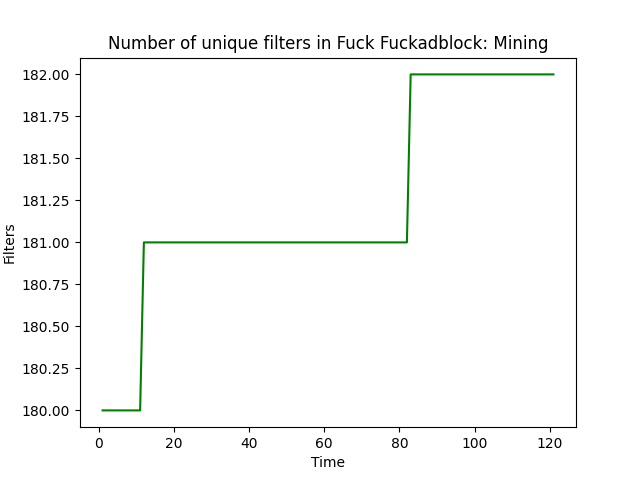 Number of unique filters in Fuck Fuckadblock: Mining
182.00
181.75
181.50
181.25
181.00
180.75
180.50
180.25
180.00
Filters
0 20 40 60 80 100 120
Time